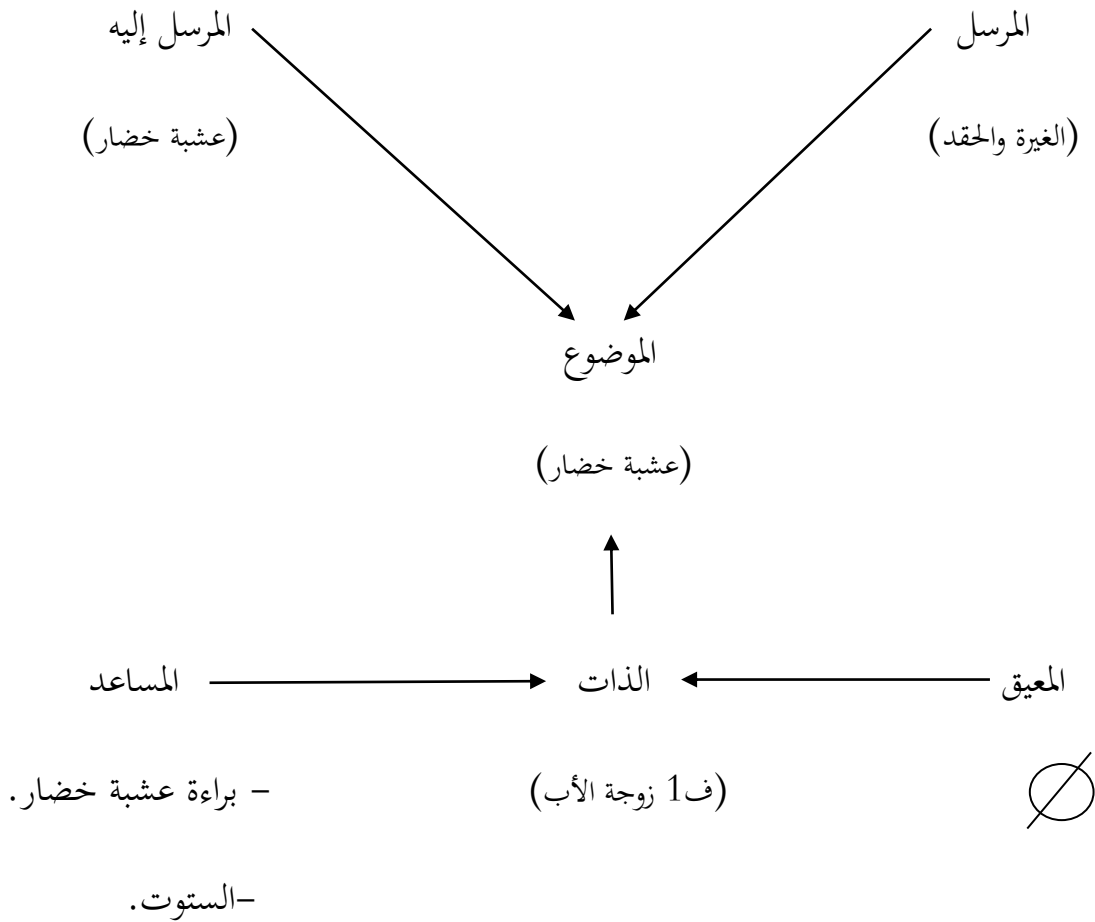 المرسل
المرسل إليه
(الغيرة والحقد)
(عشبة خضار)
الموضوع
(عشبة خضار)
المعيق
الذات
المساعد
∅
(ف1 زوجة الأب)
- براءة عشبة خضار.
-الستوت.